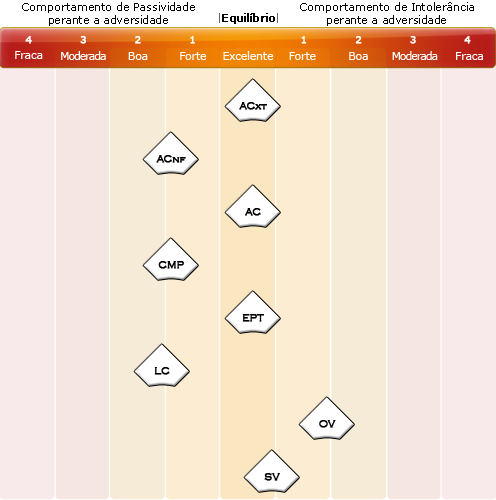 Comportamento de Passividade
perante a adversidade
|Equilíbrio|
Comportamento de Intolerância
perante a adversidade
4 3 2 1 1 2 3 4
Fraca Moderada Boa Forte Excelente Forte Boa Moderada Fraca
ACXT
ACNF
AC
CMP
EPT
LC
OV
SV